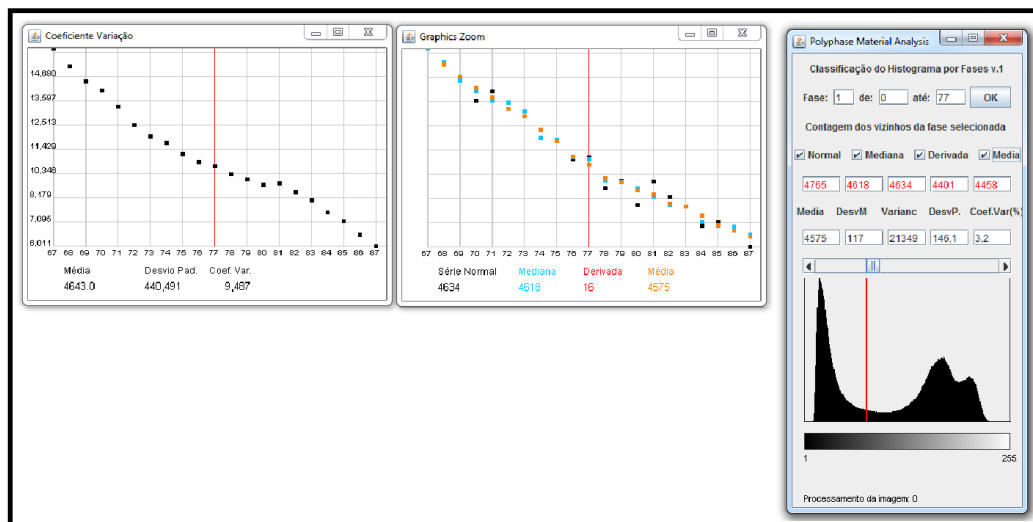 Coeficiente Variação
14,880
13,597
12,513
11,429
10,348
9,263
8,179
7,095
6,011
67 68 69 70 71 72 73 74 75 76 77 78 79 80 81 82 83 84 85 86 87
Média Desvio Pad. Coef. Var.
4643.0 440,491 9,487
Graphics Zoom
67 68 69 70 71 72 73 74 75 76 77 78 79 80 81 82 83 84 85 86 87
Série Normal Mediana Derivada Média
4634 4618 16 4575
Polyphase Material Analysis
Classificação do Histograma por Fases v.1
Fase: 1 de: 0 até: 77 OK
Contagem dos vizinhos da fase selecionada
Normal Mediana Derivada Media
4765 4618 4634 4401 4458
Media DesvM Varianc DesvP. Coef.Var(%)
4575 117 21349 146,1 3,2
1 255
Processamento da imagem: 0